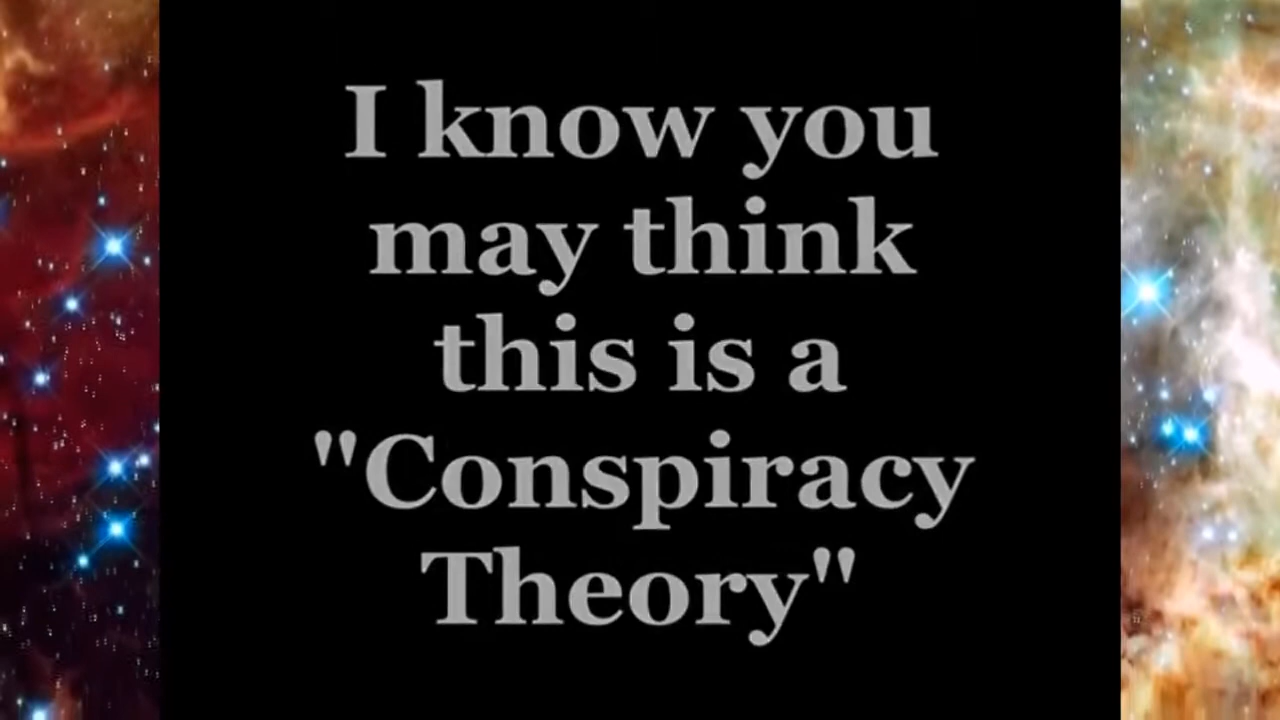 I know you
may think
this is a
"Conspiracy
Theory"